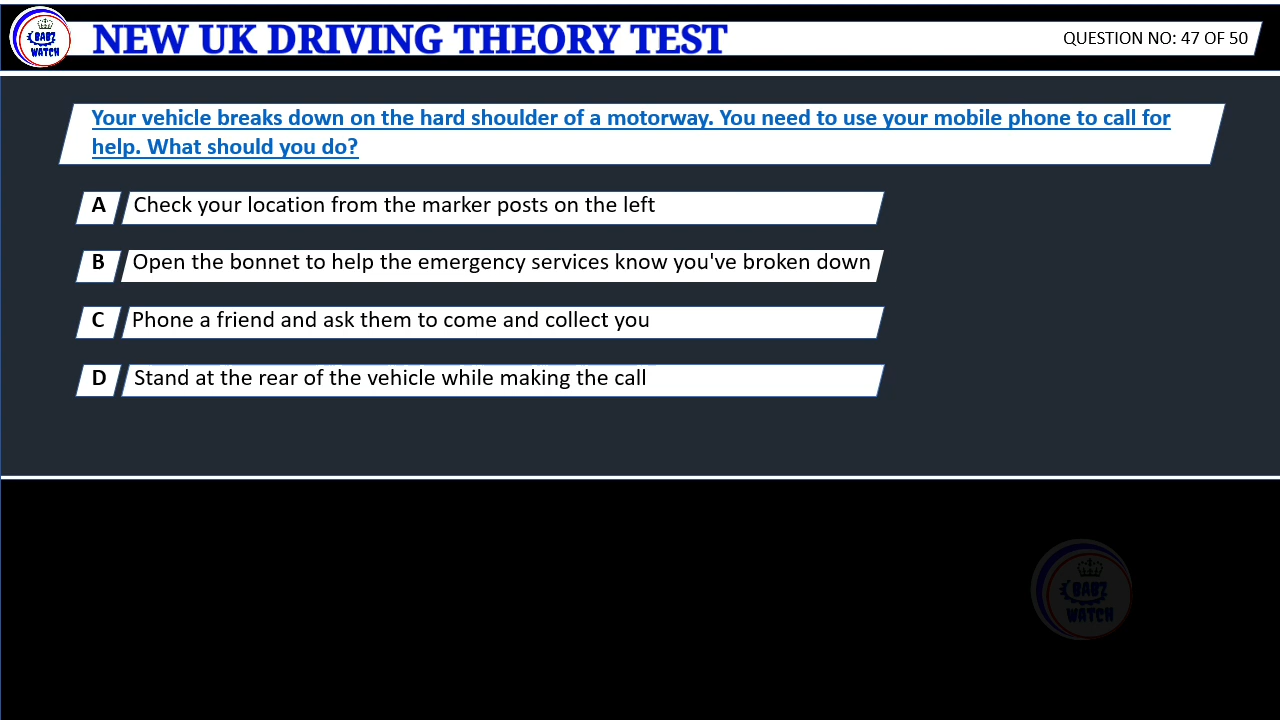 BABZ
WATCH
NEW UK DRIVING THEORY TEST
QUESTION NO: 47 OF 50
Your vehicle breaks down on the hard shoulder of a motorway. You need to use your mobile phone to call for
help. What should you do?
A Check your location from the marker posts on the left
B Open the bonnet to help the emergency services know you've broken down
C Phone a friend and ask them to come and collect you
D Stand at the rear of the vehicle while making the call
BABZ
WATCH